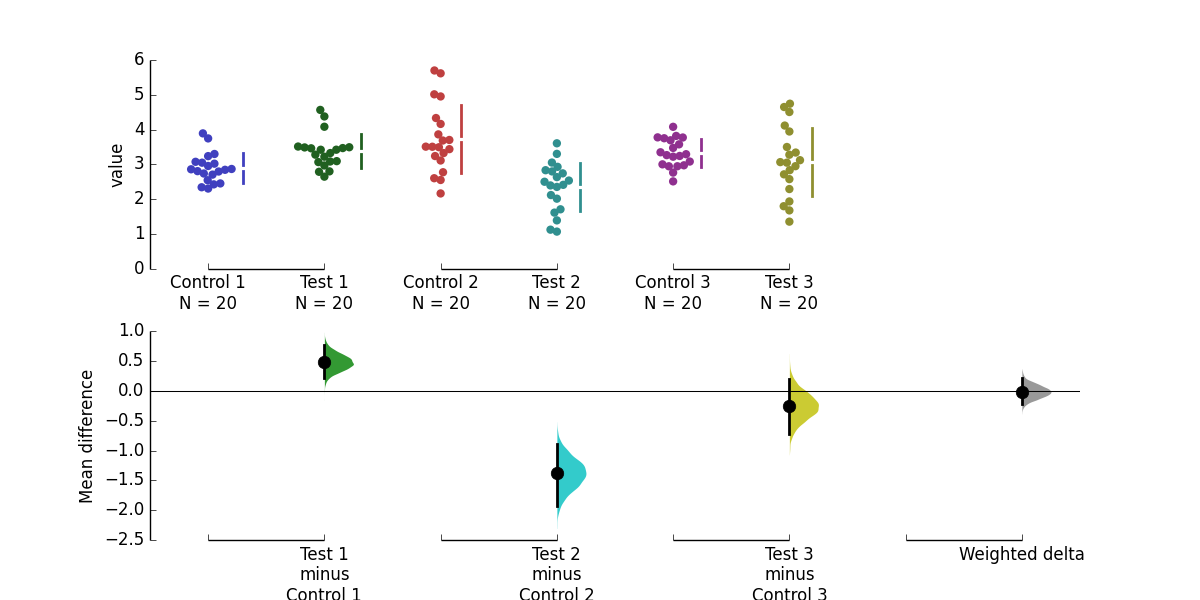 6
5
4
3
2
1
0
value
Control 1 Test 1 Control 2 Test 2 Control 3 Test 3
N = 20 N = 20 N = 20 N = 20 N = 20 N = 20
1.0
0.5
0.0
−0.5
−1.0
−1.5
−2.0
−2.5
Mean difference
Test 1 Test 2 Test 3 Weighted delta
minus minus minus
Control 1 Control 2 Control 3